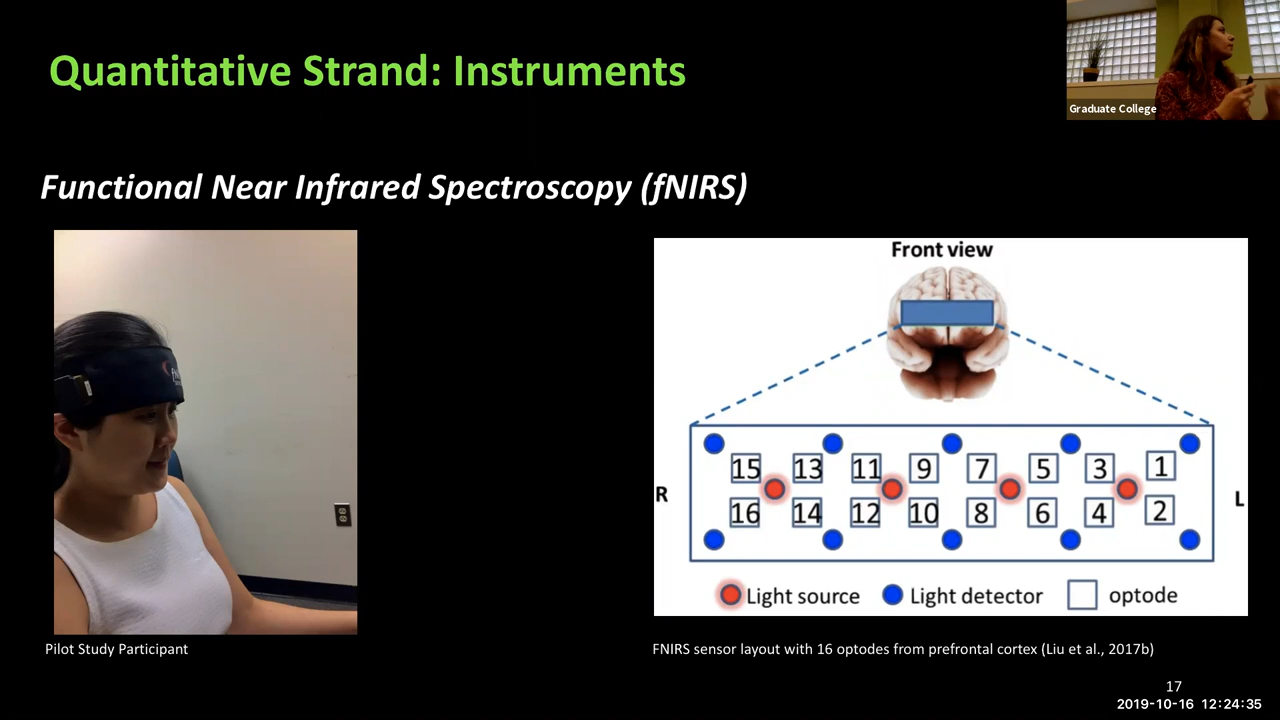 Quantitative Strand: Instruments
Graduate College
Functional Near Infrared Spectroscopy (fNIRS)
Front view
15 13 11 9 7 5 3 1
R
L
16 14 12 10 8 6 4 2
Light source Light detector optode
Pilot Study Participant
FNIRS sensor layout with 16 optodes from prefrontal cortex (Liu et al., 2017b)
17
2019-10-16 12:24:35